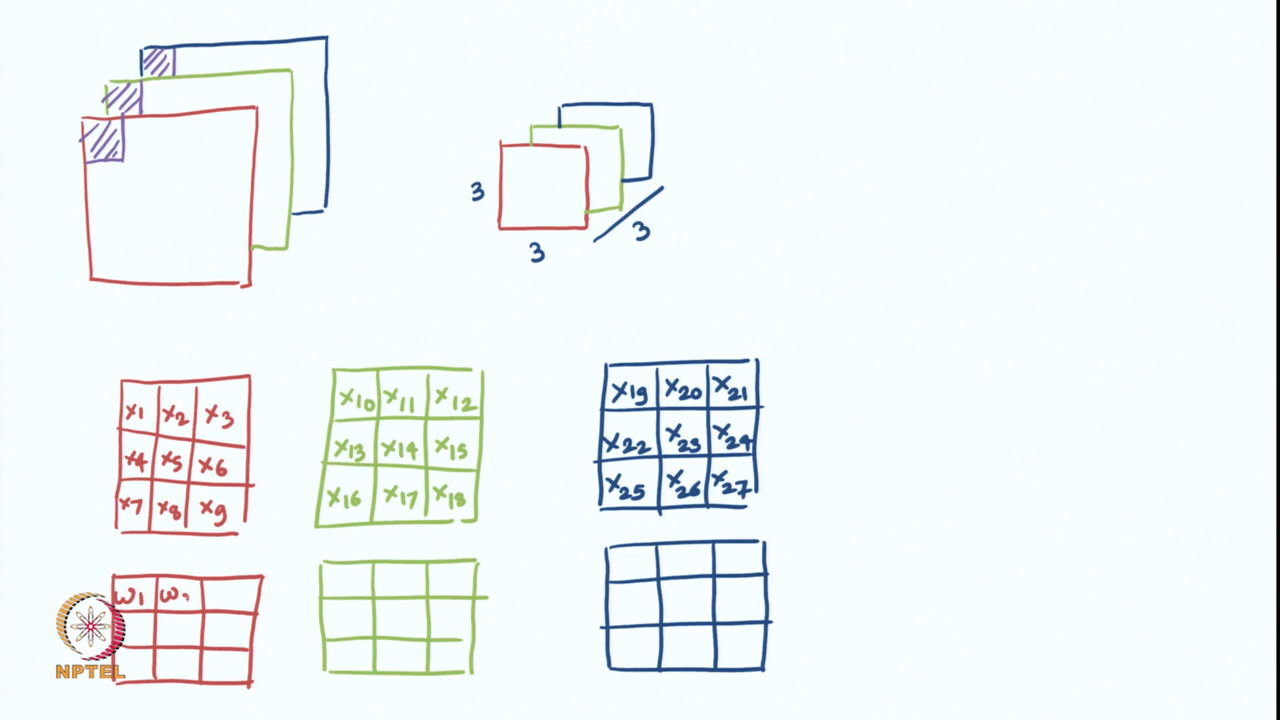 3
3
3
x1 x2 x3
x4 x5 x6
x7 x8 x9
x10 x11 x12
x13 x14 x15
x16 x17 x18
x19 x20 x21
x22 x23 x24
x25 x26 x27
w1 w
NPTEL